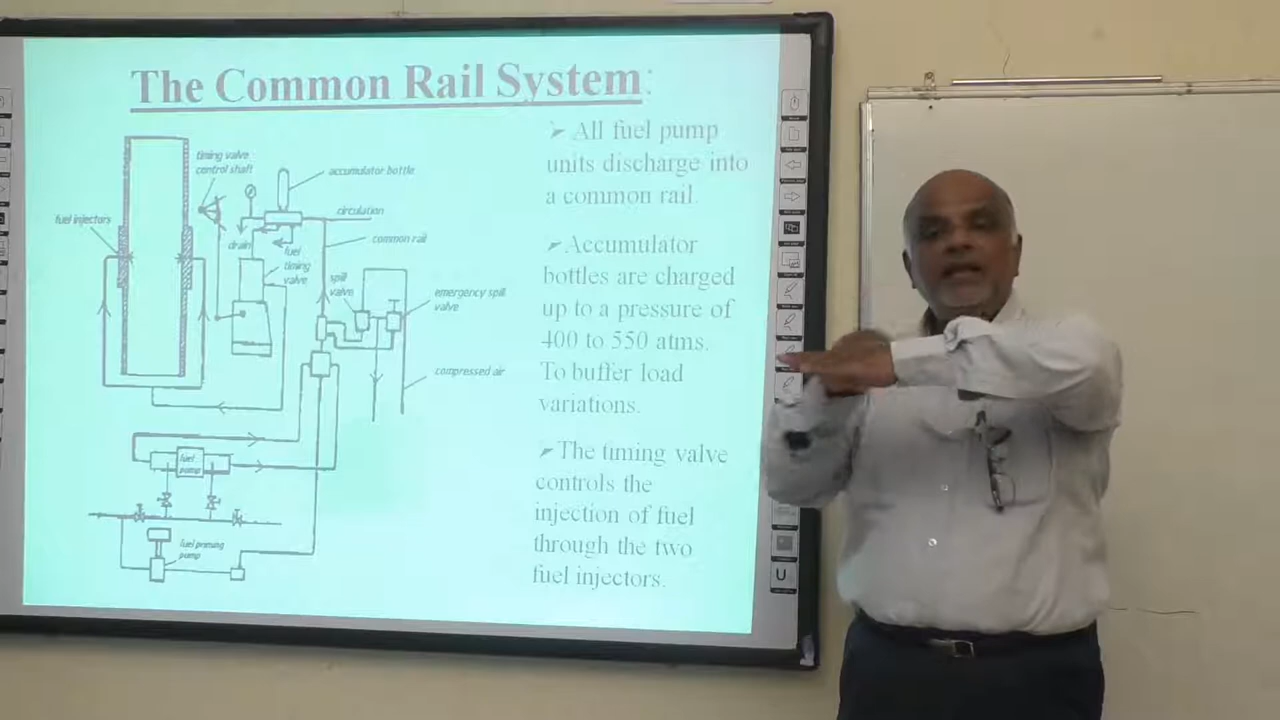 The Common Rail System:
timing valve
control shaft
accumulator bottle
circulation
fuel injectors
drain
common rail
fuel
timing
valve
spill
valve
emergency spill
valve
compressed air
fuel
pump
fuel priming
pump
➢ All fuel pump
units discharge into
a common rail.
➢ Accumulator
bottles are charged
up to a pressure of
400 to 550 atms.
To buffer load
variations.
➢ The timing valve
controls the
injection of fuel
through the two
fuel injectors.
U